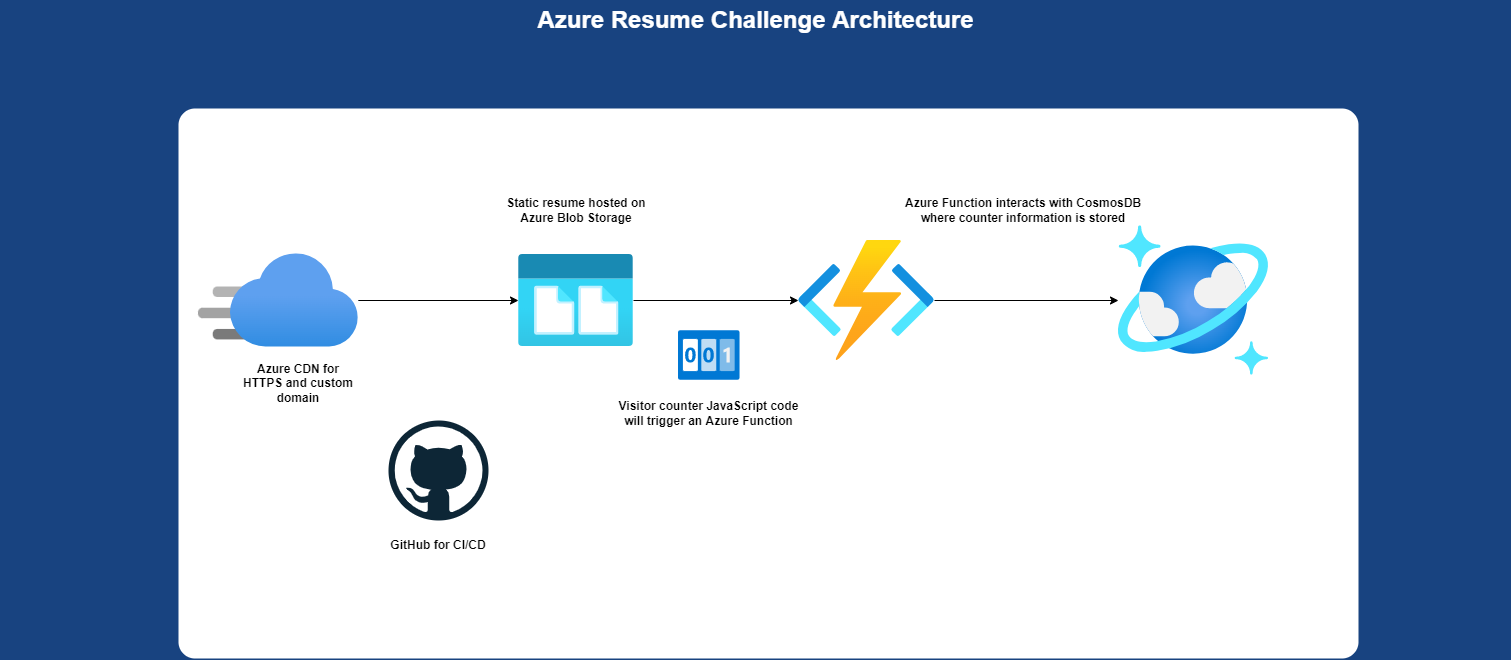 Azure Resume Challenge Architecture
Static resume hosted on
Azure Blob Storage
Azure Function interacts with CosmosDB
where counter information is stored
001
Azure CDN for
HTTPS and custom
domain
Visitor counter JavaScript code
will trigger an Azure Function
GitHub for CI/CD